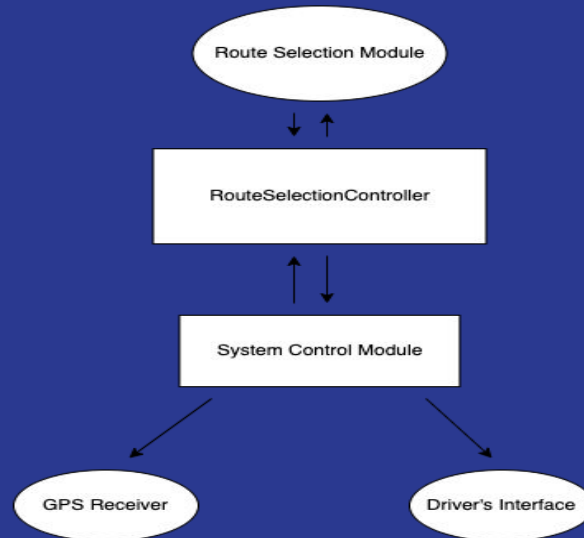 Route Selection Module
RouteSelectionController
System Control Module
GPS Receiver
Driver's Interface